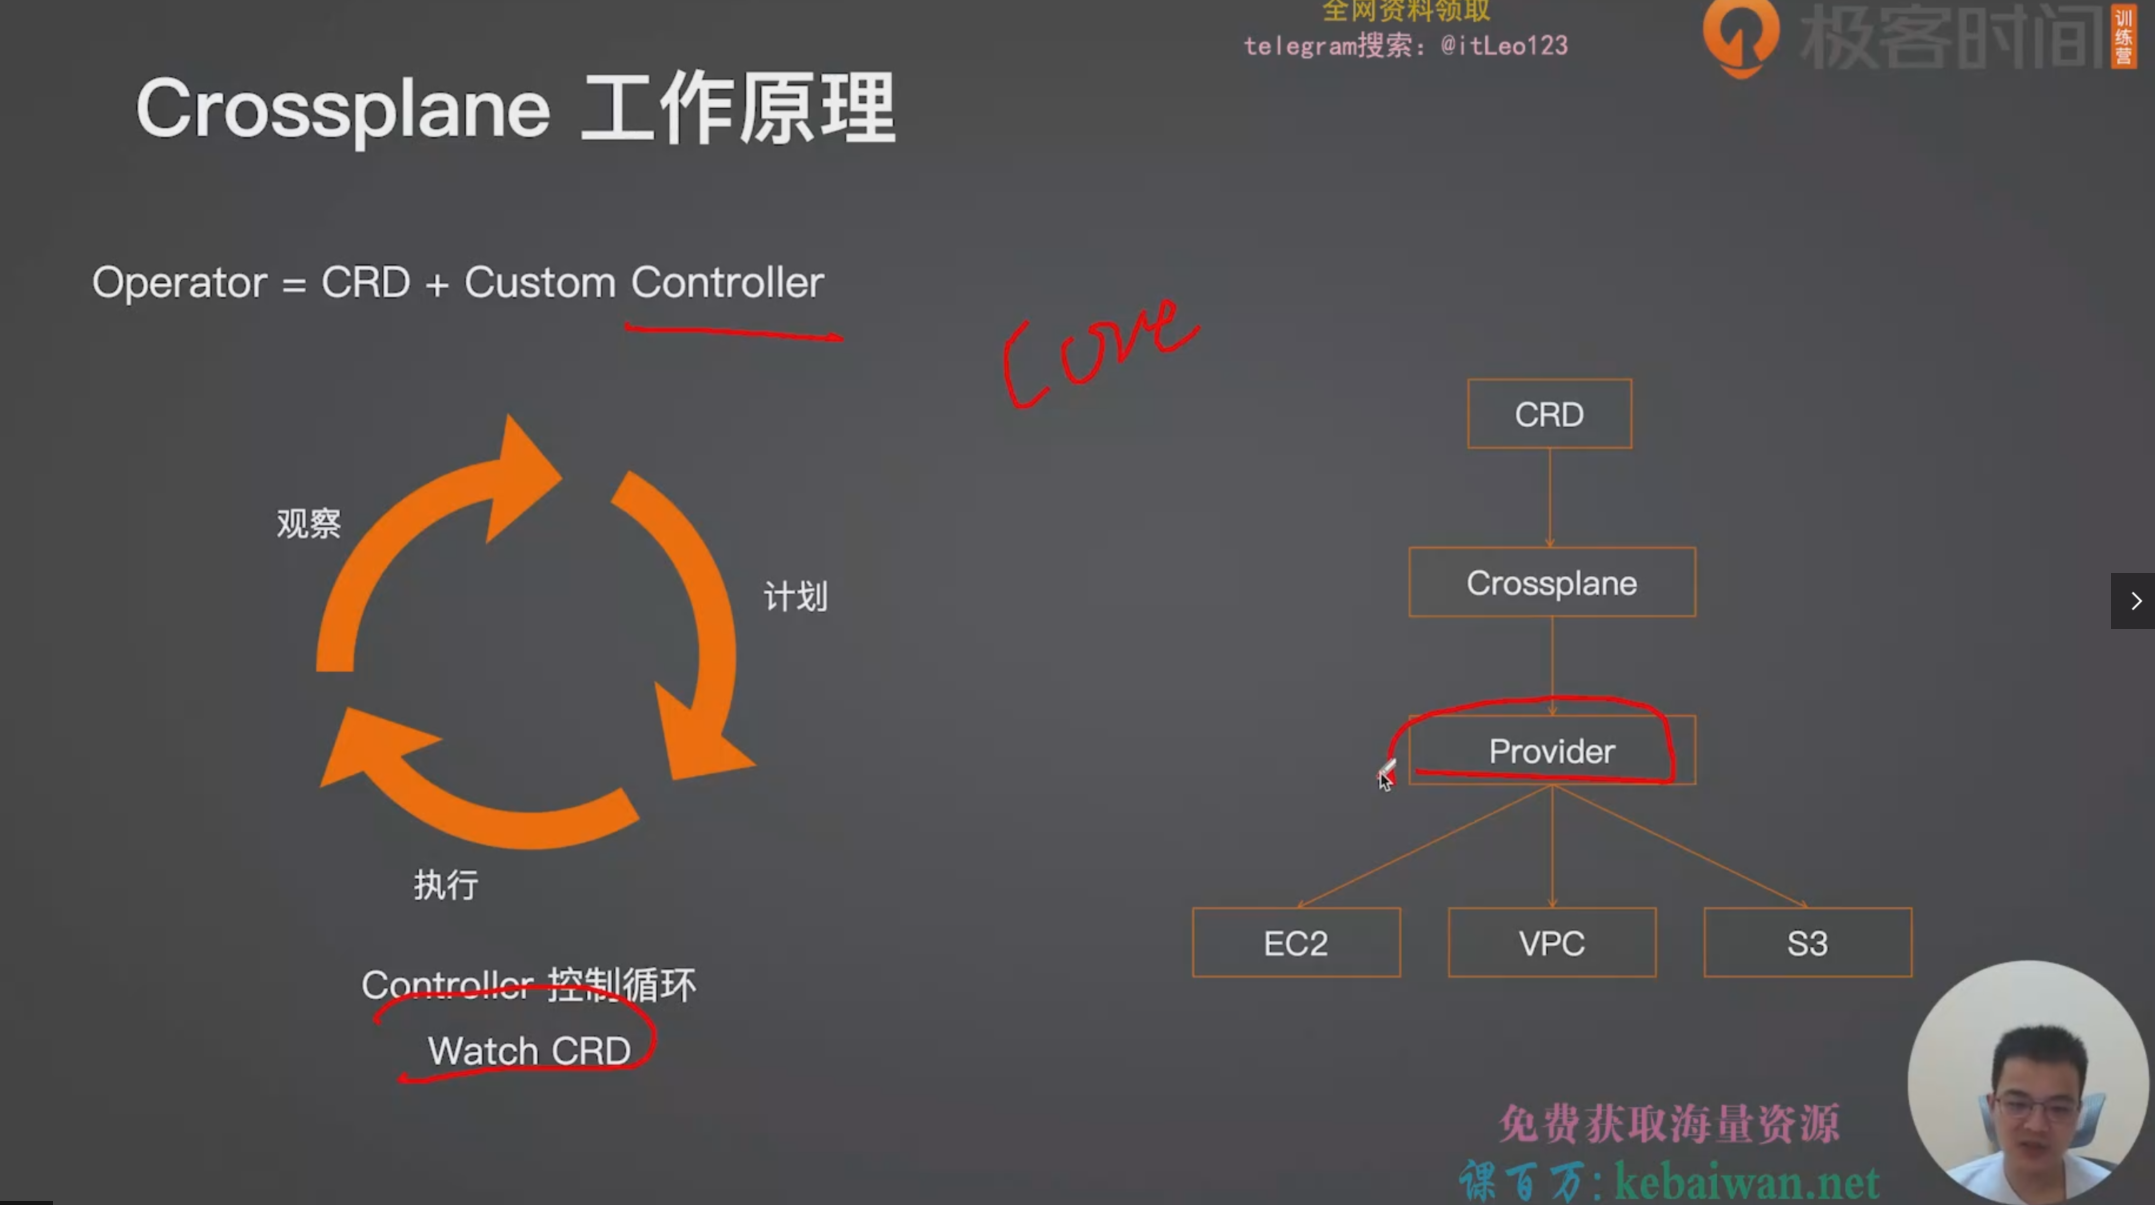 全网资料领取
telegram搜索: @itLeo123
极客时间
训练营
Crossplane 工作原理
Operator = CRD + Custom Controller
Core
观察
计划
执行
Controller 控制循环
Watch CRD
CRD
Crossplane
Provider
EC2
VPC
S3
免费获取海量资源
课百万:kebaiwan.net